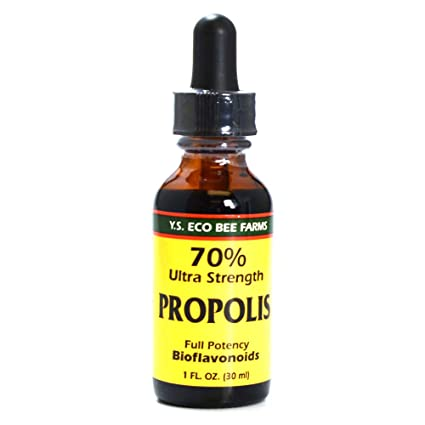 Y.S. ECO BEE FARMS
70%
Ultra Strength
PROPOLIS
Full Potency
Bioflavonoids
1 FL. OZ. (30 ml)